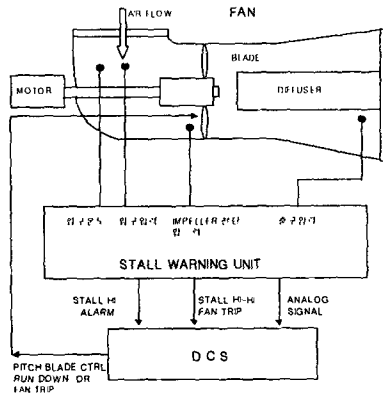 FAN
AIR FLOW
BLADE
MOTOR
DIFUSER
입구온도 입구압력 IMPELLER 전단 출구압력
압 력
STALL WARNING UNIT
STALL HI STALL HI-HI ANALOG
ALARM FAN TRIP SIGNAL
DCS
PITCH BLADE CTRL
RUN DOWN OR
FAN TRIP